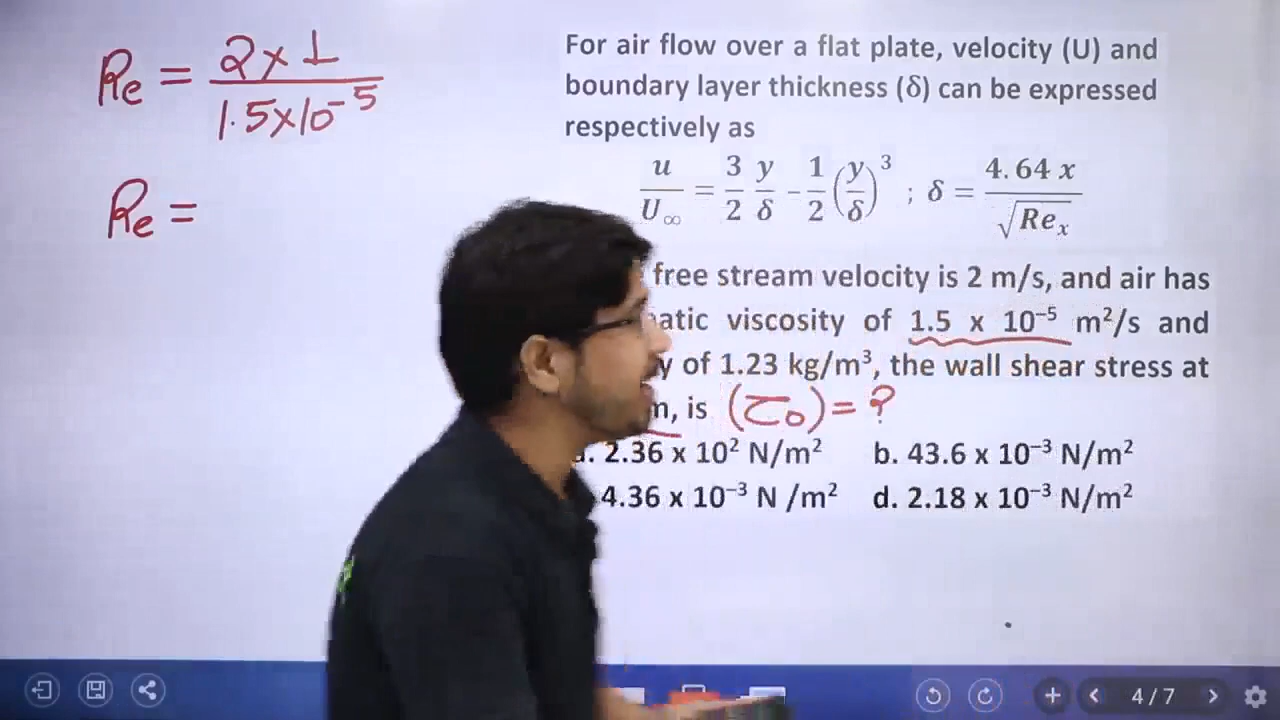 Re = 2 x 1 / 1.5x10⁻⁵
Re =
For air flow over a flat plate, velocity (U) and
boundary layer thickness (δ) can be expressed
respectively as
u/U∞ = 3/2 y/δ - 1/2 (y/δ)³ ; δ = 4.64 x / √Reₓ
free stream velocity is 2 m/s, and air has
viscosity of 1.5 x 10⁻⁵ m²/s and
of 1.23 kg/m³, the wall shear stress at
m, is (τ₀) = ?
a. 2.36 x 10² N/m² b. 43.6 x 10⁻³ N/m²
4.36 x 10⁻³ N /m² d. 2.18 x 10⁻³ N/m²
4 / 7